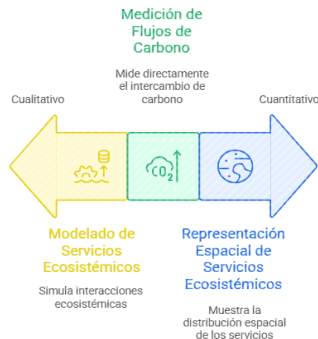 Medición de
Flujos de
Carbono
Mide directamente
el intercambio de
carbono
Cualitativo
Cuantitativo
CO2
Modelado de
Servicios
Ecosistémicos
Simula interacciones
ecosistémicas
Representación
Espacial de
Servicios
Ecosistémicos
Muestra la
distribución espacial
de los servicios